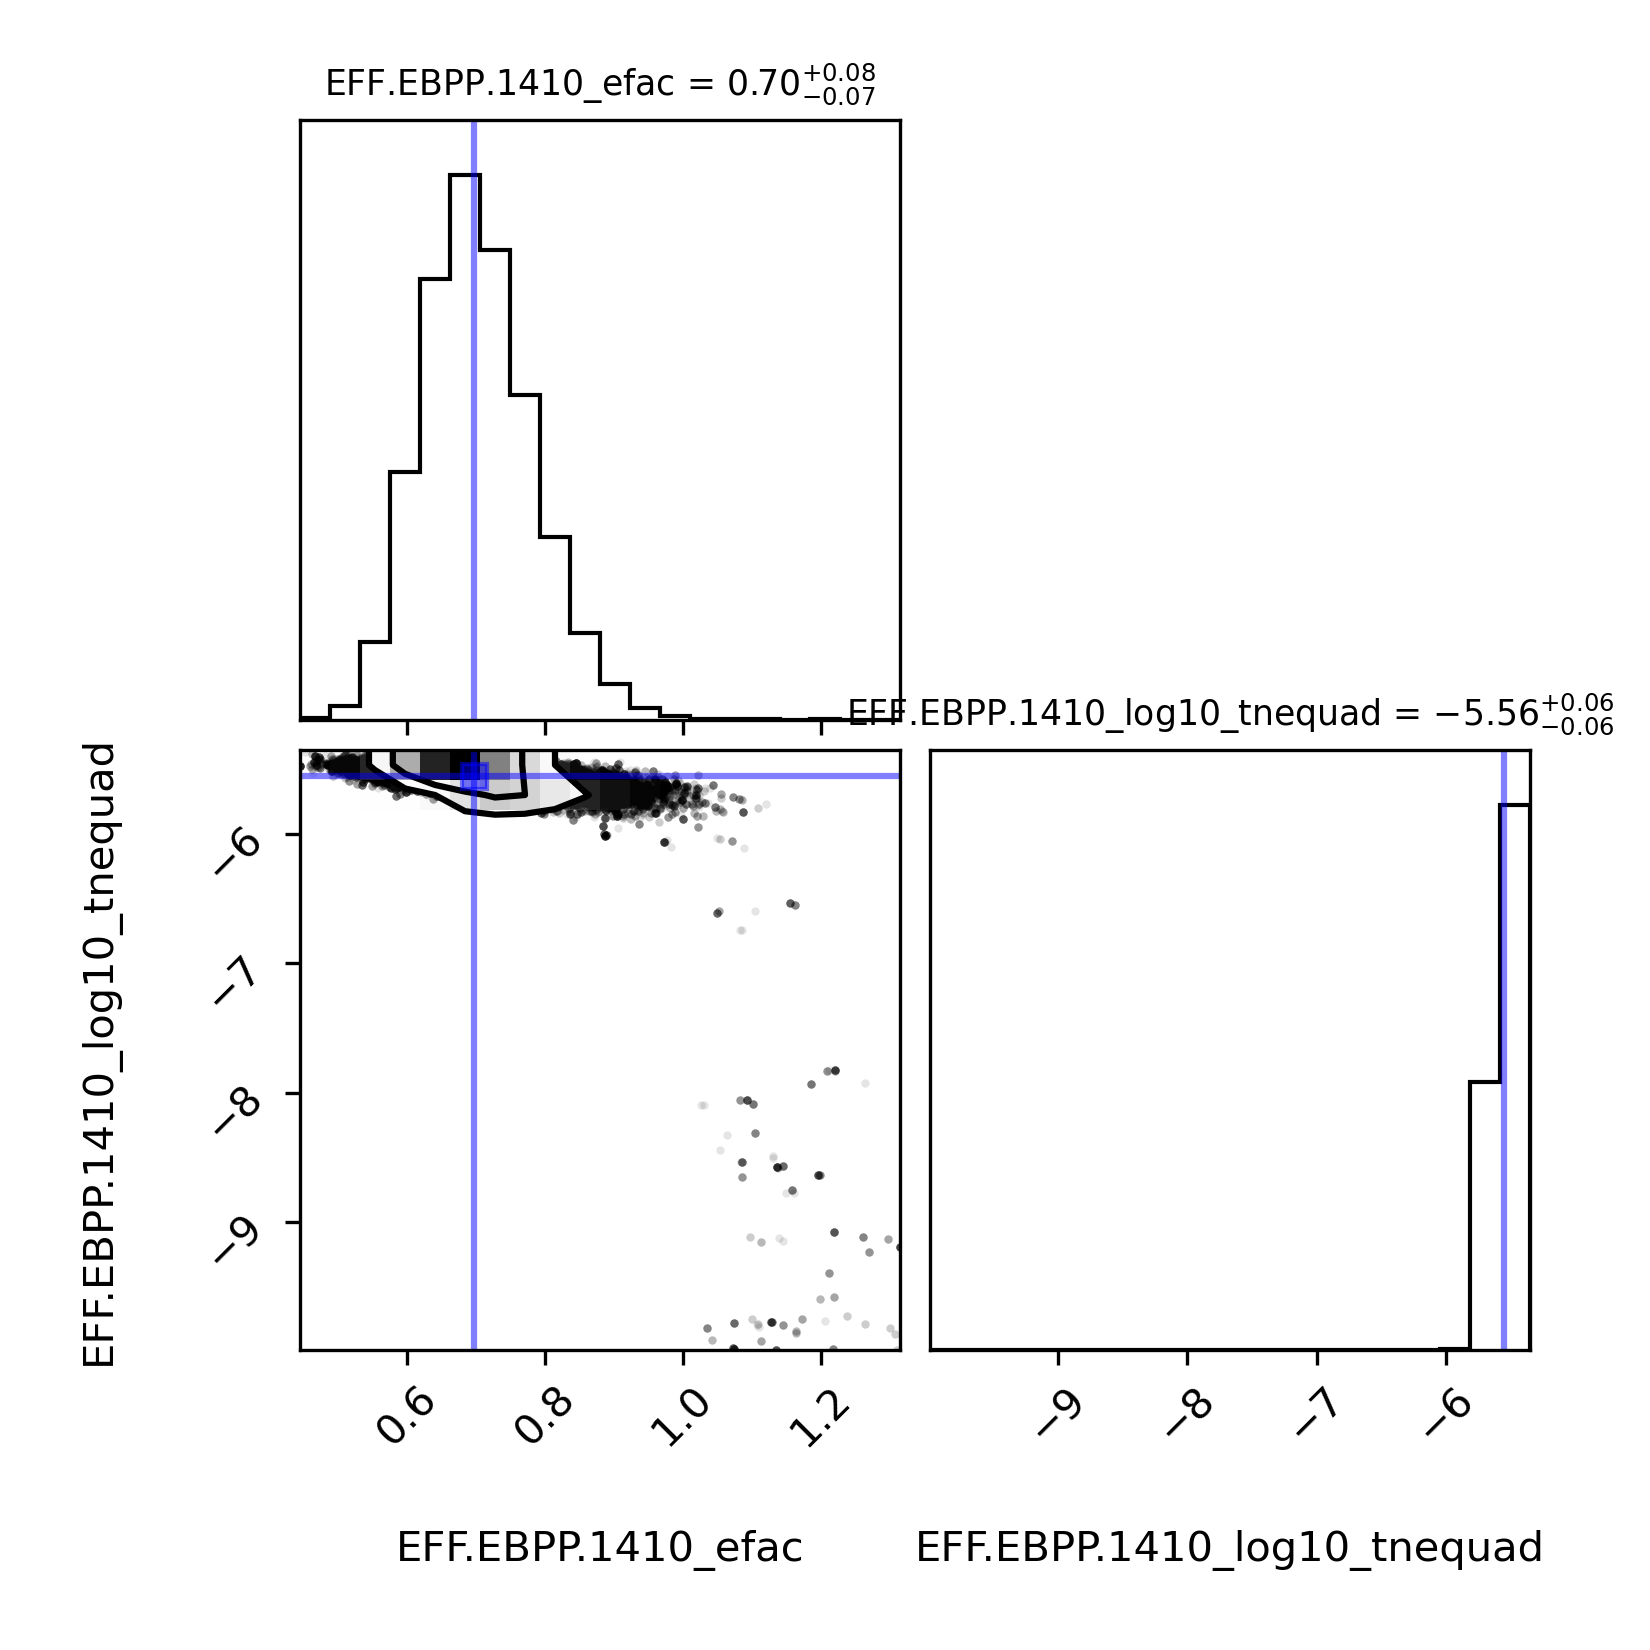 EFF.EBPP.1410_efac = 0.70+0.08−0.07
EFF.EBPP.1410_log10_tnequad = −5.56+0.06−0.06
EFF.EBPP.1410_log10_tnequad
−6
−7
−8
−9
0.6 0.8 1.0 1.2
−9 −8 −7 −6
EFF.EBPP.1410_efac
EFF.EBPP.1410_log10_tnequad